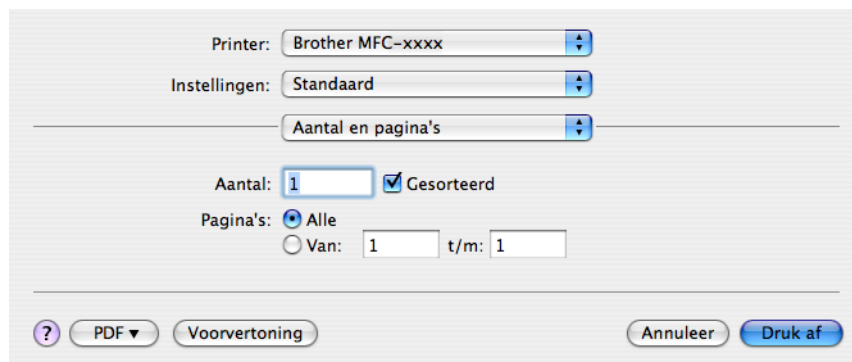 Printer: Brother MFC-xxxx
Instellingen: Standaard
Aantal en pagina's
Aantal: 1 Gesorteerd
Pagina's: Alle
Van: 1 t/m: 1
? PDF ▼ Voorvertoning Annuleer Druk af